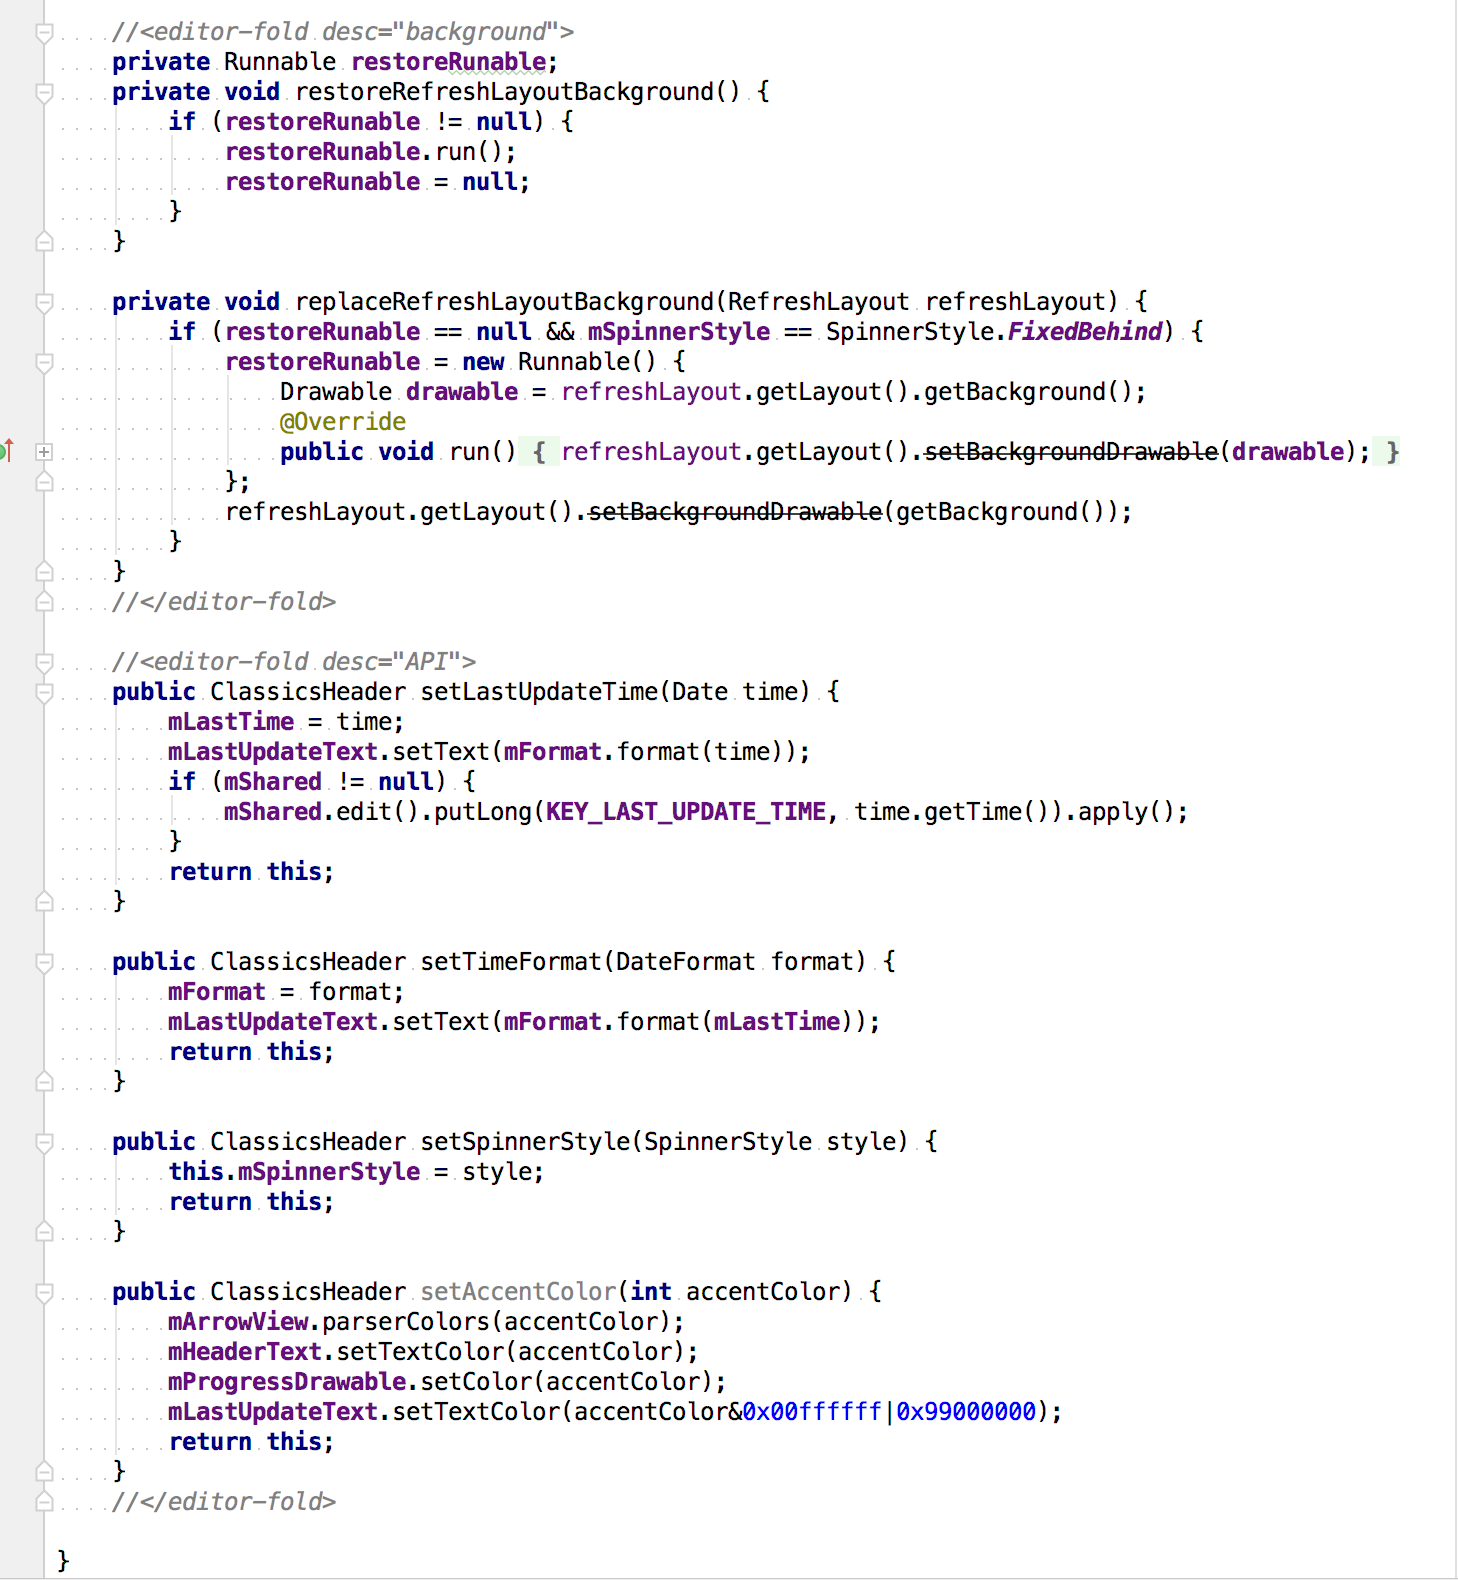 //<editor-fold desc="background">
private Runnable restoreRunable;
private void restoreRefreshLayoutBackground() {
if (restoreRunable != null) {
restoreRunable.run();
restoreRunable = null;
}
}
private void replaceRefreshLayoutBackground(RefreshLayout refreshLayout) {
if (restoreRunable == null && mSpinnerStyle == SpinnerStyle.FixedBehind) {
restoreRunable = new Runnable() {
Drawable drawable = refreshLayout.getLayout().getBackground();
@Override
public void run() { refreshLayout.getLayout().setBackgroundDrawable(drawable); }
};
refreshLayout.getLayout().setBackgroundDrawable(getBackground());
}
}
//</editor-fold>
//<editor-fold desc="API">
public ClassicsHeader setLastUpdateTime(Date time) {
mLastTime = time;
mLastUpdateText.setText(mFormat.format(time));
if (mShared != null) {
mShared.edit().putLong(KEY_LAST_UPDATE_TIME, time.getTime()).apply();
}
return this;
}
public ClassicsHeader setTimeFormat(DateFormat format) {
mFormat = format;
mLastUpdateText.setText(mFormat.format(mLastTime));
return this;
}
public ClassicsHeader setSpinnerStyle(SpinnerStyle style) {
this.mSpinnerStyle = style;
return this;
}
public ClassicsHeader setAccentColor(int accentColor) {
mArrowView.parserColors(accentColor);
mHeaderText.setTextColor(accentColor);
mProgressDrawable.setColor(accentColor);
mLastUpdateText.setTextColor(accentColor&0x00ffffff|0x99000000);
return this;
}
//</editor-fold>
}